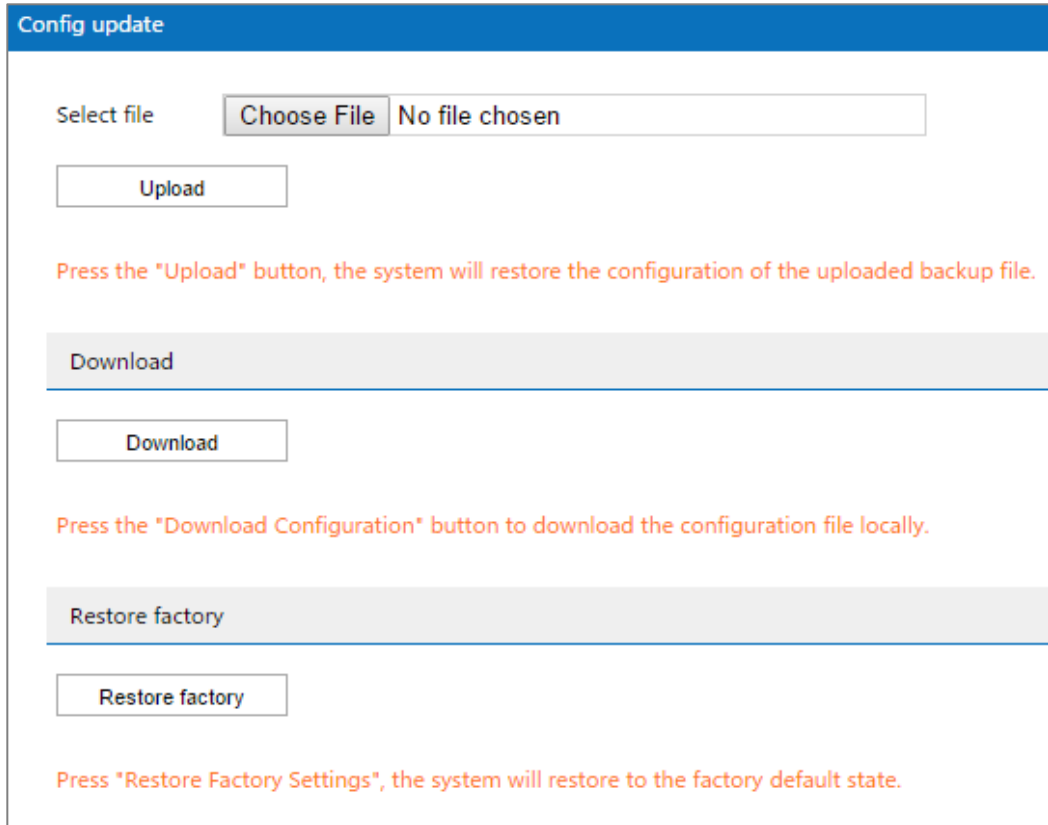 Config update
Select file Choose File No file chosen
Upload
Press the "Upload" button, the system will restore the configuration of the uploaded backup file.
Download
Download
Press the "Download Configuration" button to download the configuration file locally.
Restore factory
Restore factory
Press "Restore Factory Settings", the system will restore to the factory default state.